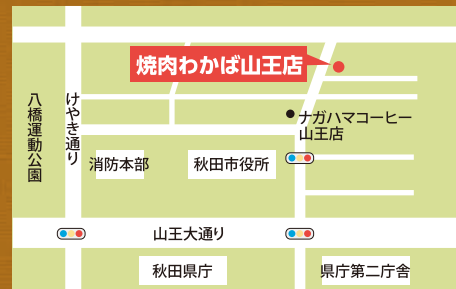 焼肉わかば山王店
八橋運動公園
けやき通り
ナガハマコーヒー
山王店
消防本部
秋田市役所
山王大通り
秋田県庁
県庁第二庁舎